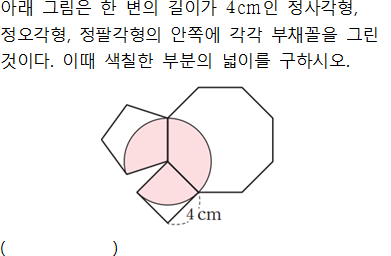 아래 그림은 한 변의 길이가 4cm인 정사각형,
정오각형, 정팔각형의 안쪽에 각각 부채꼴을 그린
것이다. 이때 색칠한 부분의 넓이를 구하시오.
4 cm
( )